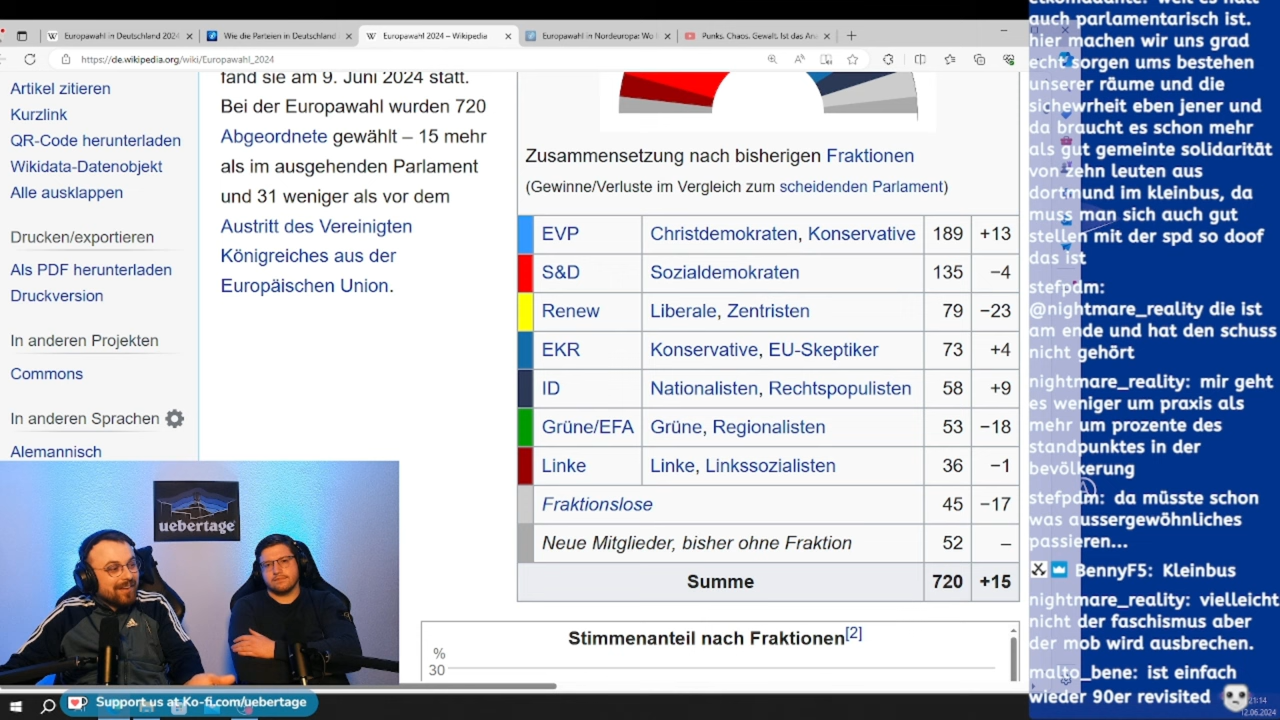 Europawahl in Deutschland 2024
Wie die Parteien in Deutschland
Europawahl 2024 – Wikipedia
Europawahl in Nordeuropa: Wo
Punks. Chaos. Gewalt. Ist das
https://de.wikipedia.org/wiki/Europawahl_2024
Artikel zitieren
Kurzlink
QR-Code herunterladen
Wikidata-Datenobjekt
Alle ausklappen
Drucken/exportieren
Als PDF herunterladen
Druckversion
In anderen Projekten
Commons
In anderen Sprachen
Alemannisch
fand sie am 9. Juni 2024 statt.
Bei der Europawahl wurden 720
Abgeordnete gewählt – 15 mehr
als im ausgehenden Parlament
und 31 weniger als vor dem
Austritt des Vereinigten
Königreiches aus der
Europäischen Union.
Zusammensetzung nach bisherigen Fraktionen
(Gewinne/Verluste im Vergleich zum scheidenden Parlament)
EVP Christdemokraten, Konservative 189 +13
S&D Sozialdemokraten 135 −4
Renew Liberale, Zentristen 79 −23
EKR Konservative, EU-Skeptiker 73 +4
ID Nationalisten, Rechtspopulisten 58 +9
Grüne/EFA Grüne, Regionalisten 53 −18
Linke Linke, Linkssozialisten 36 −1
Fraktionslose 45 −17
Neue Mitglieder, bisher ohne Fraktion 52 –
Summe 720 +15
Stimmenanteil nach Fraktionen[2]
%
30
uebertage
Support us at Ko-fi.com/uebertage
auch parlamentarisch ist.
hier machen wir uns grad
echt sorgen ums bestehen
unserer räume und die
sichewrheit eben jener und
da braucht es schon mehr
als gut gemeinte solidarität
von zehn leuten aus
dortmund im kleinbus, da
muss man sich auch gut
stellen mit der spd so doof
das ist
stefpdm:
@nightmare_reality die ist
am ende und hat den schuss
nicht gehört
nightmare_reality: mir geht
es weniger um praxis als
mehr um prozente des
standpunktes in der
bevölkerung
stefpdm: da müsste schon
was aussergewöhnliches
passieren...
BennyF5: Kleinbus
nightmare_reality: vielleicht
nicht der faschismus aber
der mob wird ausbrechen.
malto_bene: ist einfach
wieder 90er revisited
21:14
12.06.2024